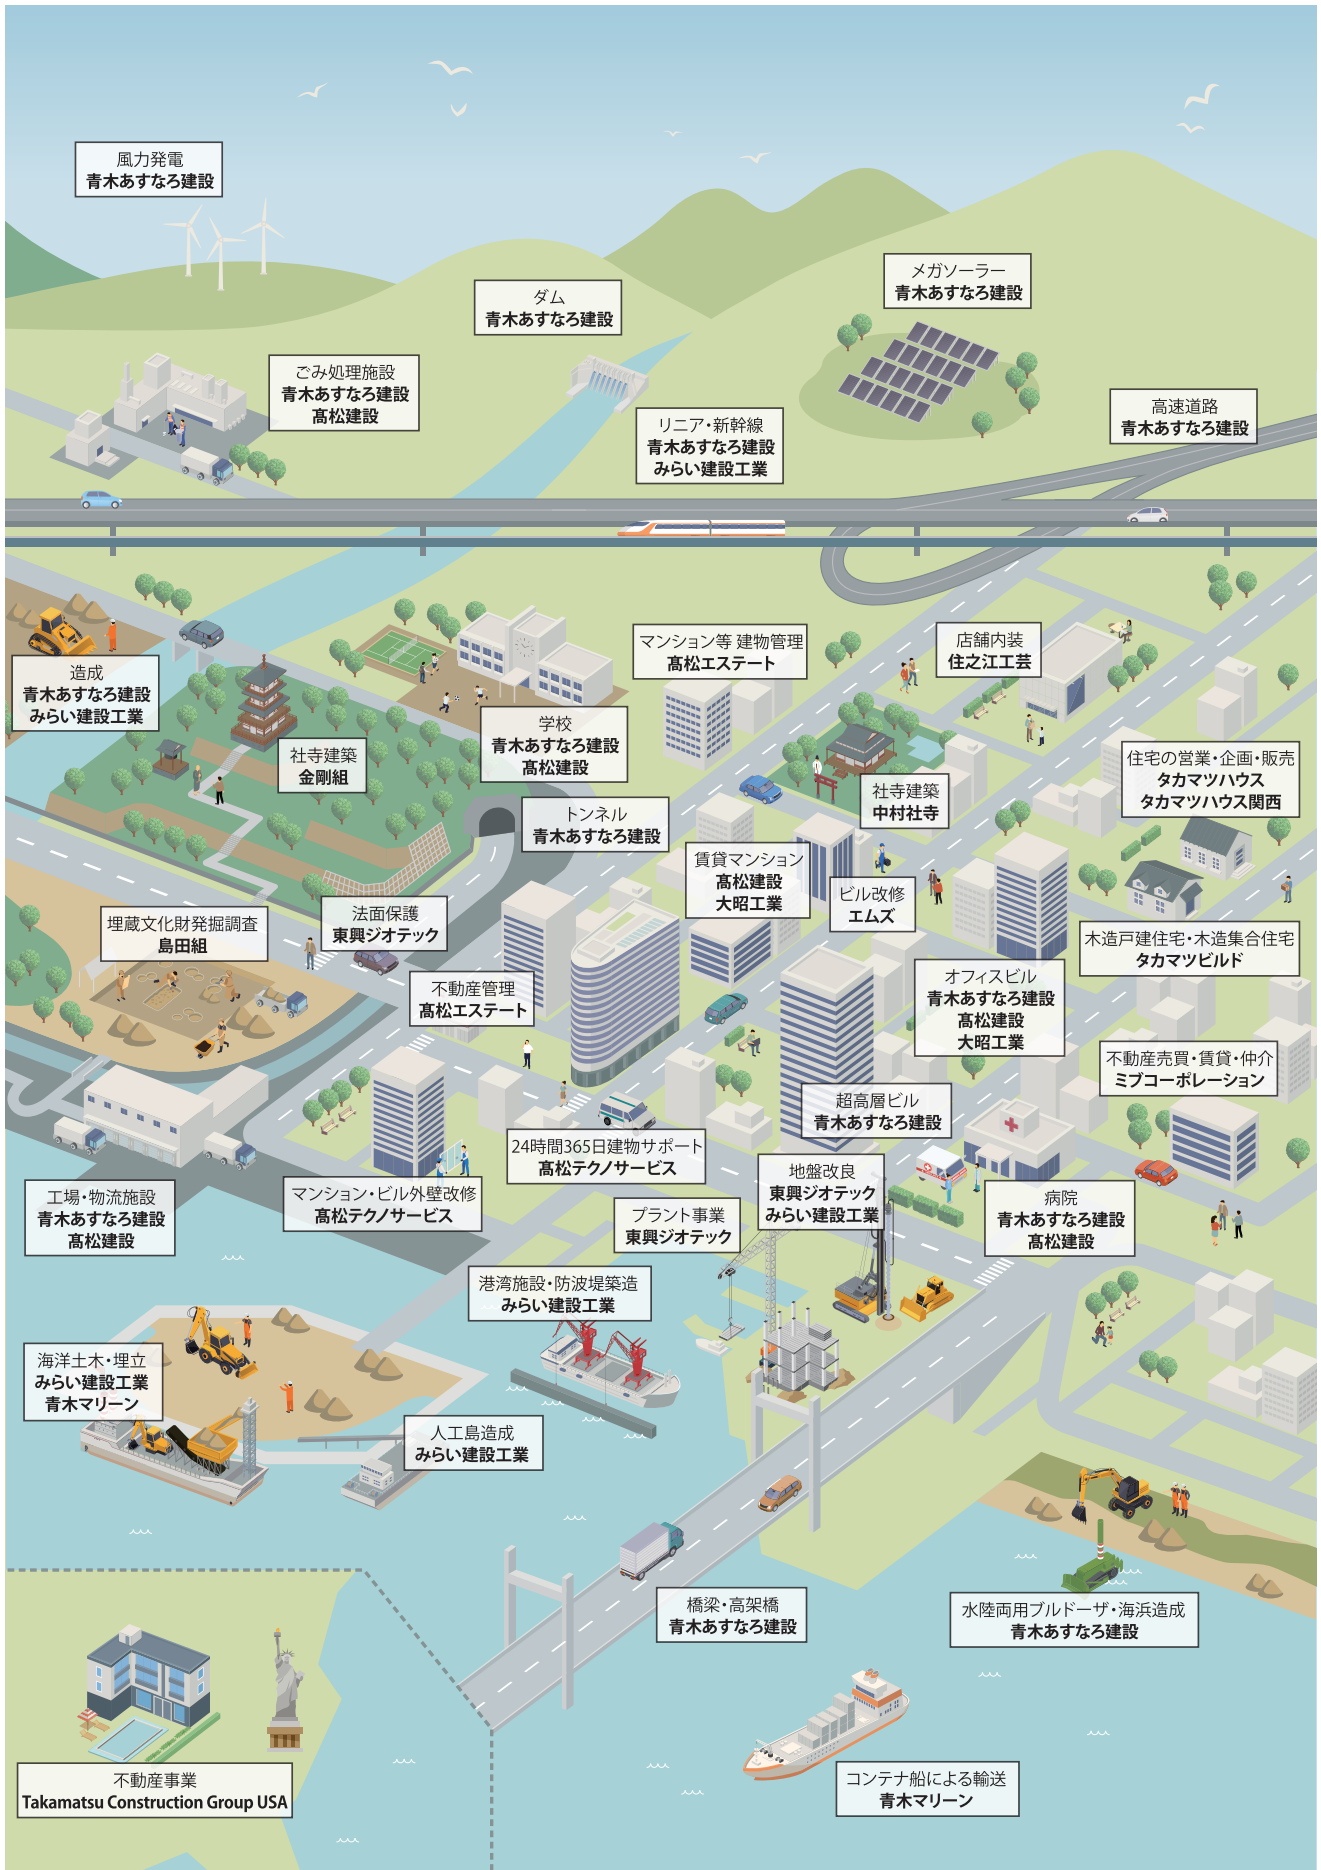 風力発電
青木あすなろ建設
メガソーラー
青木あすなろ建設
ダム
青木あすなろ建設
ごみ処理施設
青木あすなろ建設
髙松建設
高速道路
青木あすなろ建設
リニア・新幹線
青木あすなろ建設
みらい建設工業
マンション等 建物管理
髙松エステート
店舗内装
住之江工芸
造成
青木あすなろ建設
みらい建設工業
学校
青木あすなろ建設
髙松建設
社寺建築
金剛組
住宅の営業・企画・販売
タカマツハウス
タカマツハウス関西
社寺建築
中村社寺
トンネル
青木あすなろ建設
賃貸マンション
髙松建設
大昭工業
ビル改修
エムズ
法面保護
東興ジオテック
埋蔵文化財発掘調査
島田組
木造戸建住宅・木造集合住宅
タカマツビルド
不動産管理
髙松エステート
オフィスビル
青木あすなろ建設
髙松建設
大昭工業
不動産売買・賃貸・仲介
ミブコーポレーション
超高層ビル
青木あすなろ建設
24時間365日建物サポート
髙松テクノサービス
地盤改良
東興ジオテック
みらい建設工業
工場・物流施設
青木あすなろ建設
髙松建設
マンション・ビル外壁改修
髙松テクノサービス
プラント事業
東興ジオテック
病院
青木あすなろ建設
髙松建設
港湾施設・防波堤築造
みらい建設工業
海洋土木・埋立
みらい建設工業
青木マリーン
人工島造成
みらい建設工業
橋梁・高架橋
青木あすなろ建設
水陸両用ブルドーザ・海浜造成
青木あすなろ建設
不動産事業
Takamatsu Construction Group USA
コンテナ船による輸送
青木マリーン